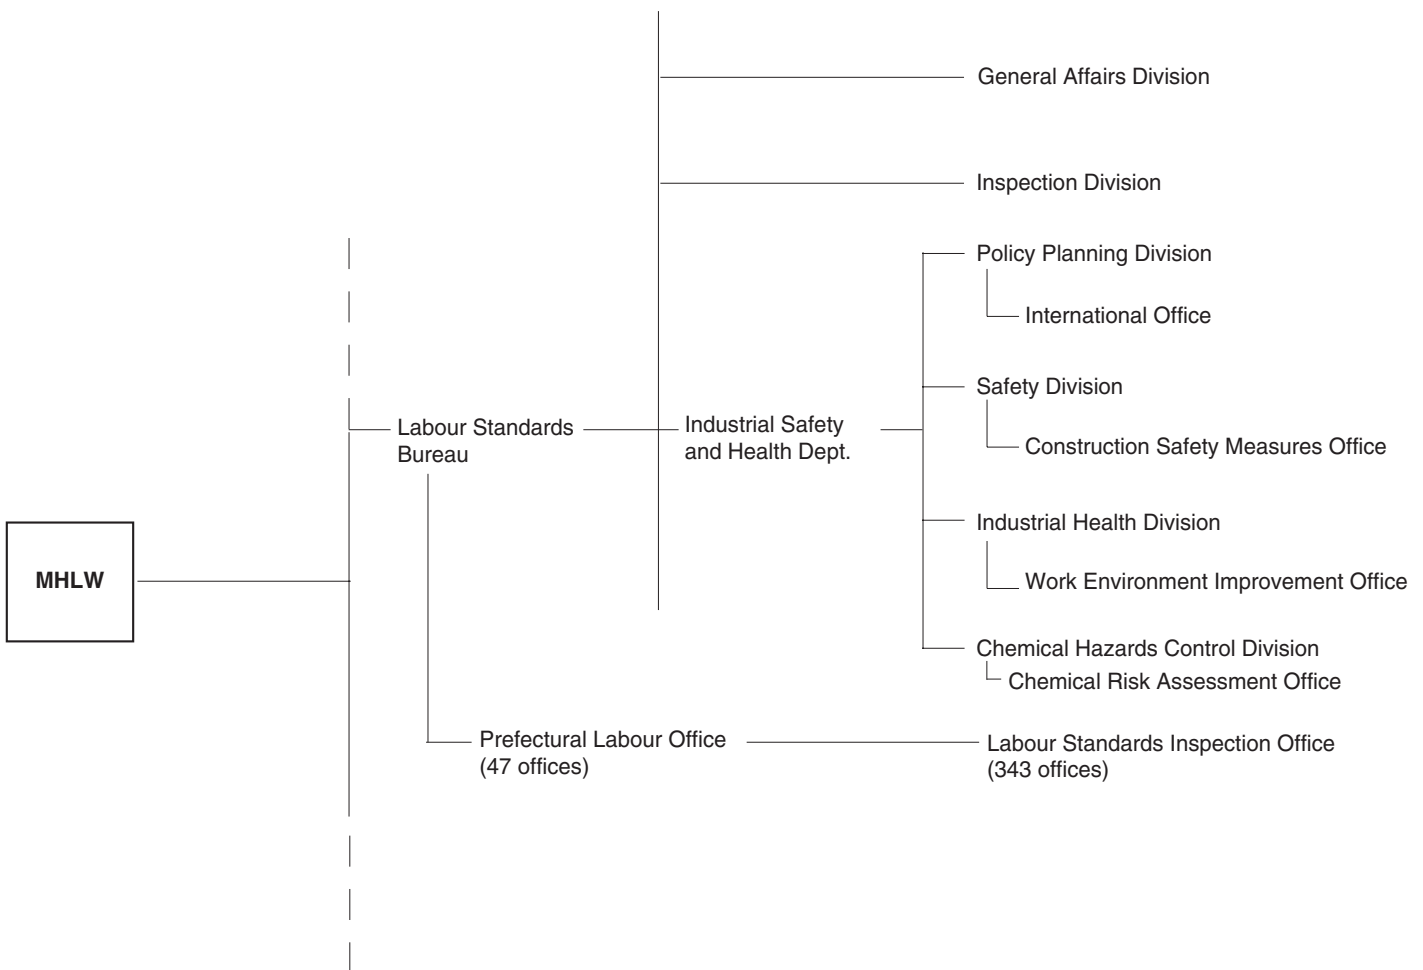 General Affairs Division
Inspection Division
Policy Planning Division
International Office
Safety Division
Labour Standards
Bureau
Industrial Safety
and Health Dept.
Construction Safety Measures Office
Industrial Health Division
MHLW
Work Environment Improvement Office
Chemical Hazards Control Division
Chemical Risk Assessment Office
Prefectural Labour Office
(47 offices)
Labour Standards Inspection Office
(343 offices)